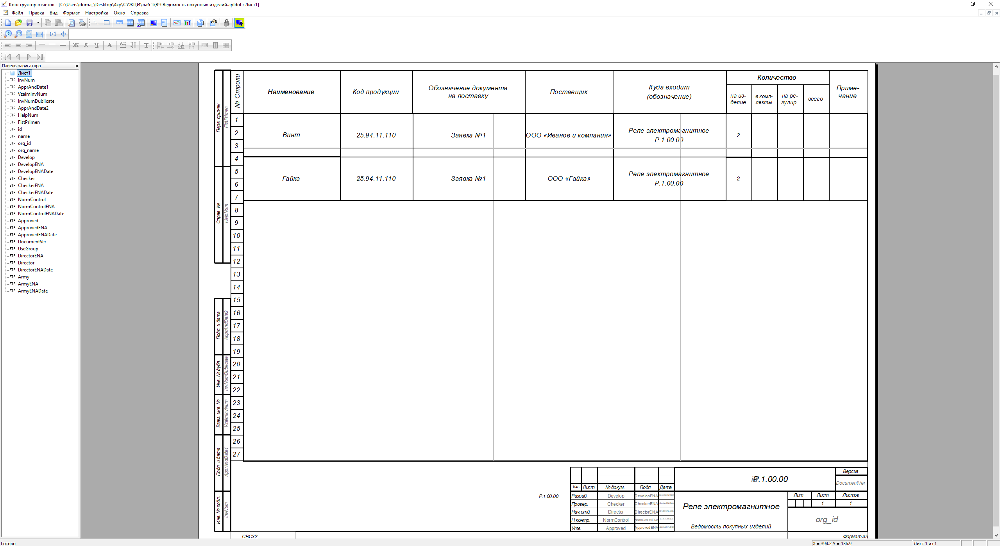 Конструктор отчетов - [C:\Users\doma_\Desktop\4ку\СУЖЦИ\лаб 5\ВЧ Ведомость покупных изделий.apldot : Лист1]
Файл Правка Вид Формат Настройка Окно Справка
1:1
Ж К Ч А Т
Панель навигатора
Лист1
STR InvNum
STR ApprAndDate1
STR VzaimInvNum
STR InvNumDublicate
STR ApprAndDate2
STR HelpNum
STR FistPrimen
STR id
STR name
STR org_id
STR org_name
STR Develop
STR DevelopENA
STR DevelopENADate
STR Checker
STR CheckerENA
STR CheckerENADate
STR NormControl
STR NormControlENA
STR NormControlENADate
STR Approved
STR ApprovedENA
STR ApprovedENADate
STR DocumentVer
STR UseGroup
STR DirectorENA
STR Director
STR DirectorENADate
STR Army
STR ArmyENA
STR ArmyENADate
Перв. примен.
FistPrimen
Справ. №
HelpNum
Подп. и дата
ApprAndDate2
Инв. № дубл.
InvNumDublicate
Взам. инв. №
VzaimInvNum
Подп. и дата
ApprAndDate1
Инв. № подл.
InvNum
№ Строки
Наименование
Код продукции
Обозначение документа
на поставку
Поставщик
Куда входит
(обозначение)
Количество
на из-
делие
в комп-
лекты
на ре-
гулир.
всего
Приме-
чание
1
2
3
4
5
6
7
8
9
10
11
12
13
14
15
16
17
18
19
20
21
22
23
24
25
26
27
Винт
25.94.11.110
Заявка №1
ООО «Иванов и компания»
Реле электромагнитное
Р.1.00.00
2
Гайка
25.94.11.110
Заявка №1
ООО «Гайка»
Реле электромагнитное
Р.1.00.00
2
Р.1.00.00
Изм. Лист № докум. Подп. Дата
Разраб. Develop DevelopENA DevelopENADate
Провер. Checker CheckerENA CheckerENADate
Нач.отд. Director DirectorENA DirectorENADate
Н.контр. NormControl NormControlENA NormControlENADate
Утв. Approved ApprovedENA ApprovedENADate
id
Р.1.00.00
Версия
DocumentVer
Реле электромагнитное
Ведомость покупных изделий
Лит Лист Листов
1 1
org_id
CRC32:
Формат А3
Готово
X = 394.2 Y = 136.9
Лист 1 из 1